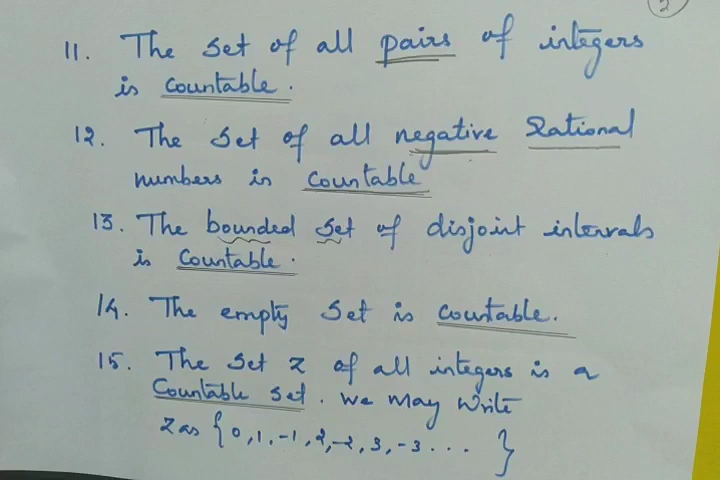 2
11. The set of all pairs of integers
is countable.
12. The set of all negative Rational
numbers is countable
13. The bounded set of disjoint intervals
is countable.
14. The empty set is countable.
15. The set Z of all integers is a
Countable set. We may write
Z as {0, 1, -1, 2, -2, 3, -3 . . . }